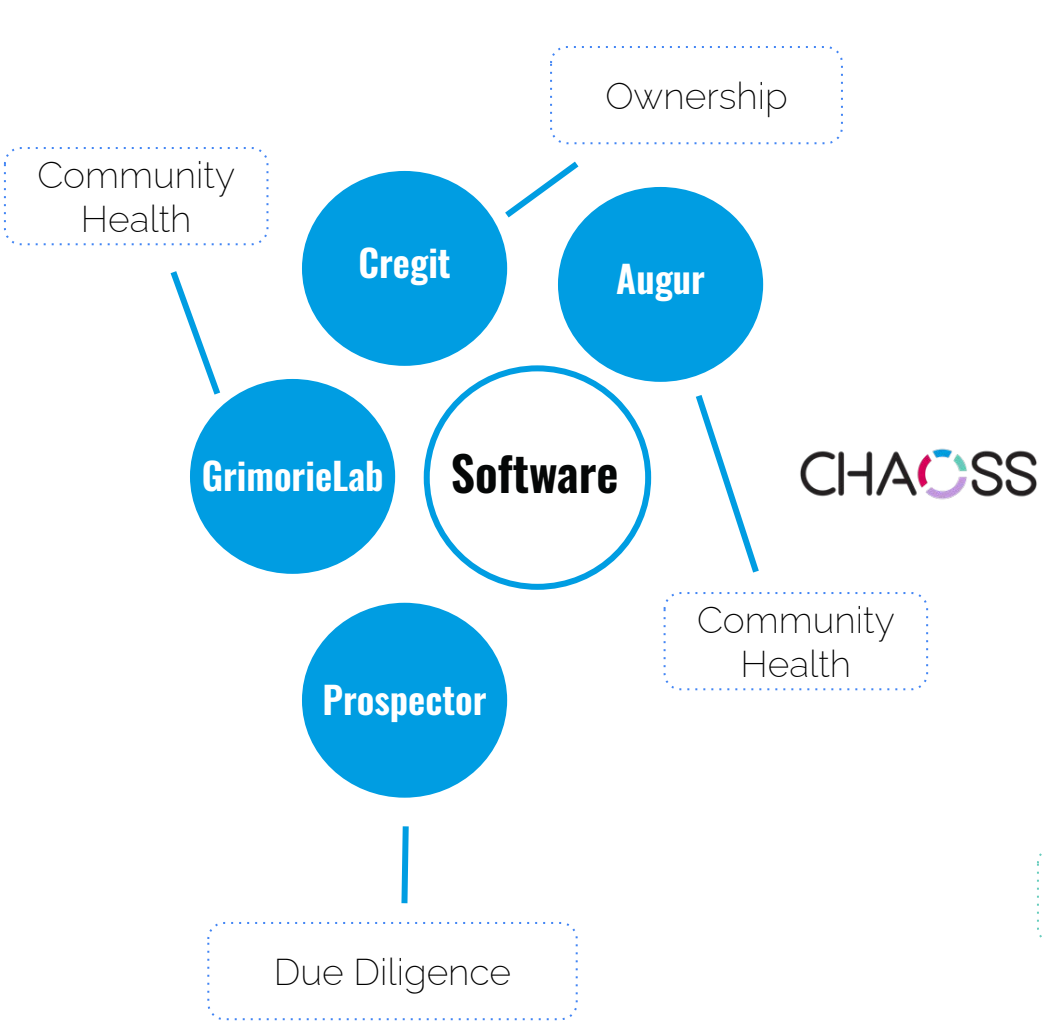 Ownership
Community
Health
Cregit
Augur
GrimorieLab
Software
CHAOSS
Community
Health
Prospector
Due Diligence